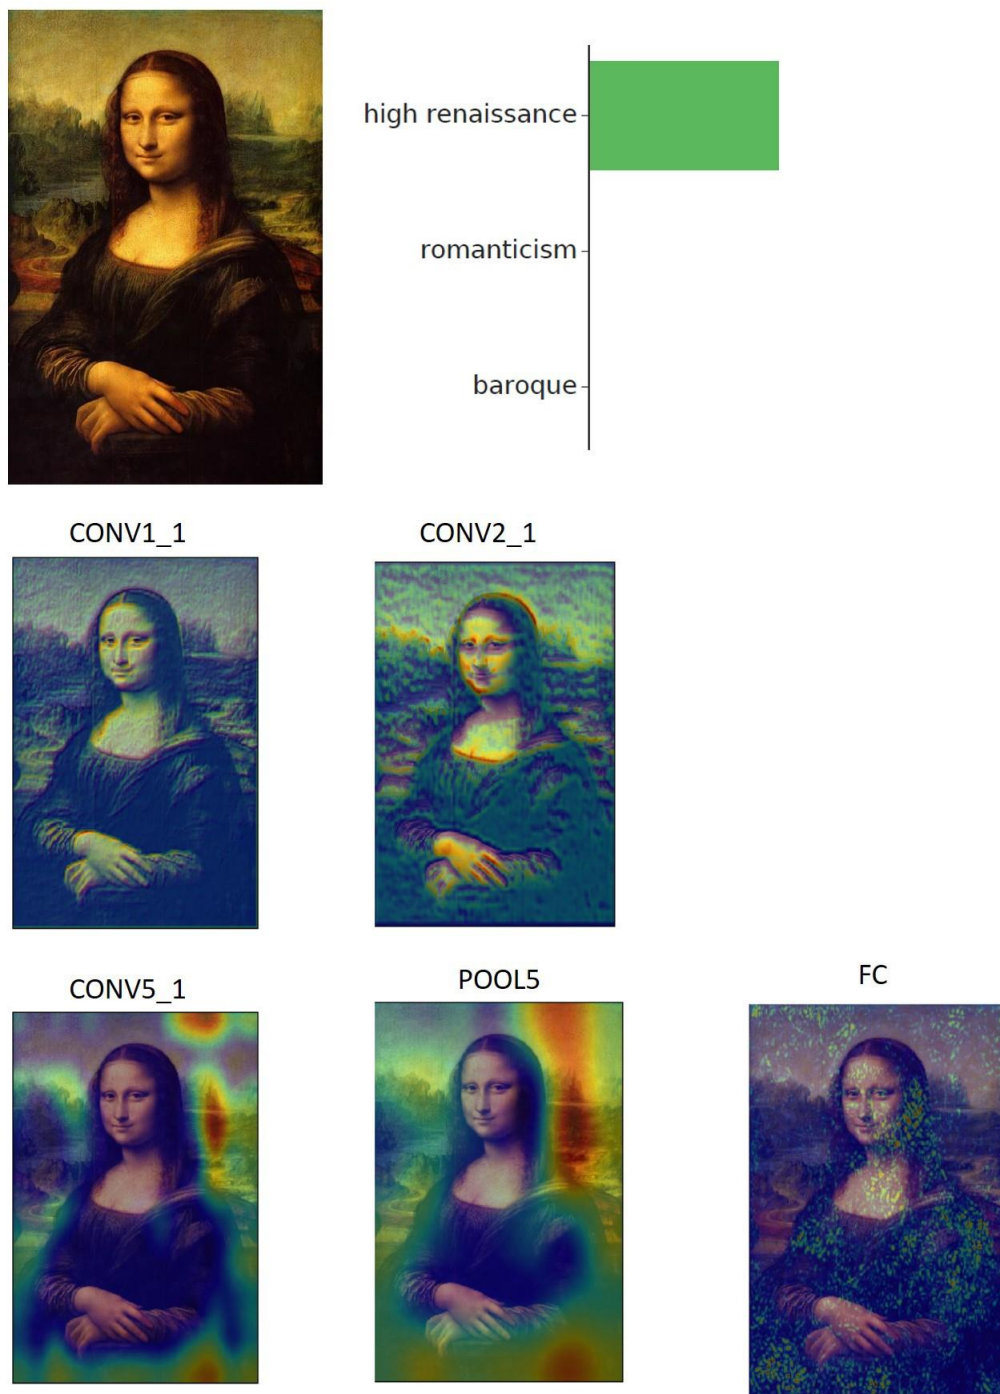 high renaissance
romanticism
baroque
CONV1_1
CONV2_1
CONV5_1
POOL5
FC